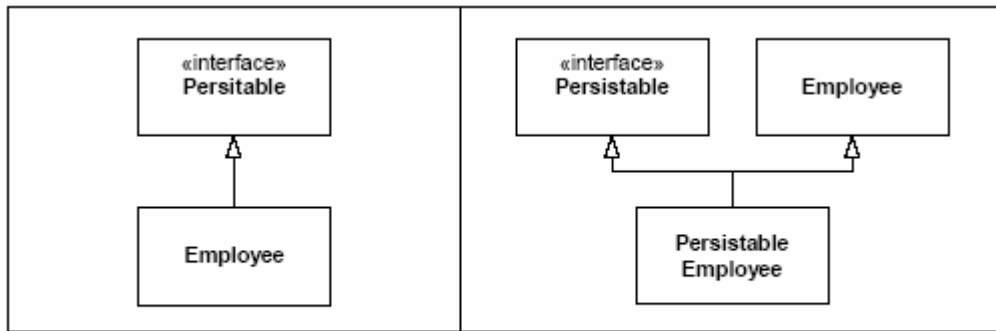 «interface»
Persitable
Employee
«interface»
Persistable
Employee
Persistable
Employee